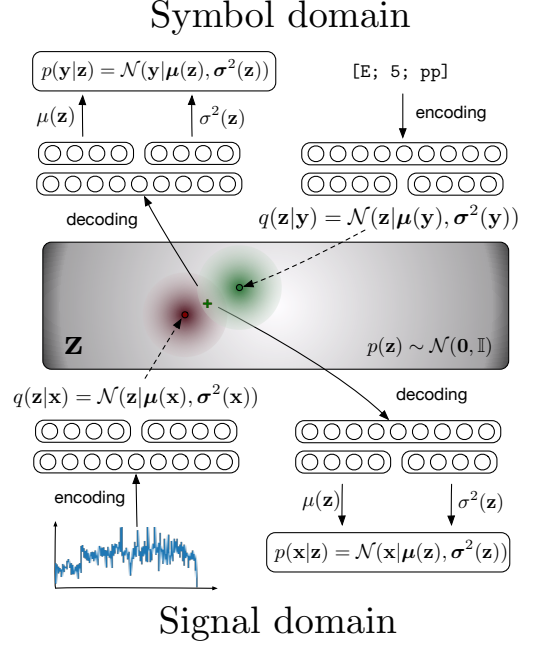 Symbol domain
p(y|z) = 𝒩(y|μ(z), σ²(z))
[E; 5; pp]
μ(z)
σ²(z)
encoding
decoding
q(z|y) = 𝒩(z|μ(y), σ²(y))
z
p(z) ∼ 𝒩(0, 𝕀)
q(z|x) = 𝒩(z|μ(x), σ²(x))
decoding
encoding
μ(z)
σ²(z)
p(x|z) = 𝒩(x|μ(z), σ²(z))
Signal domain